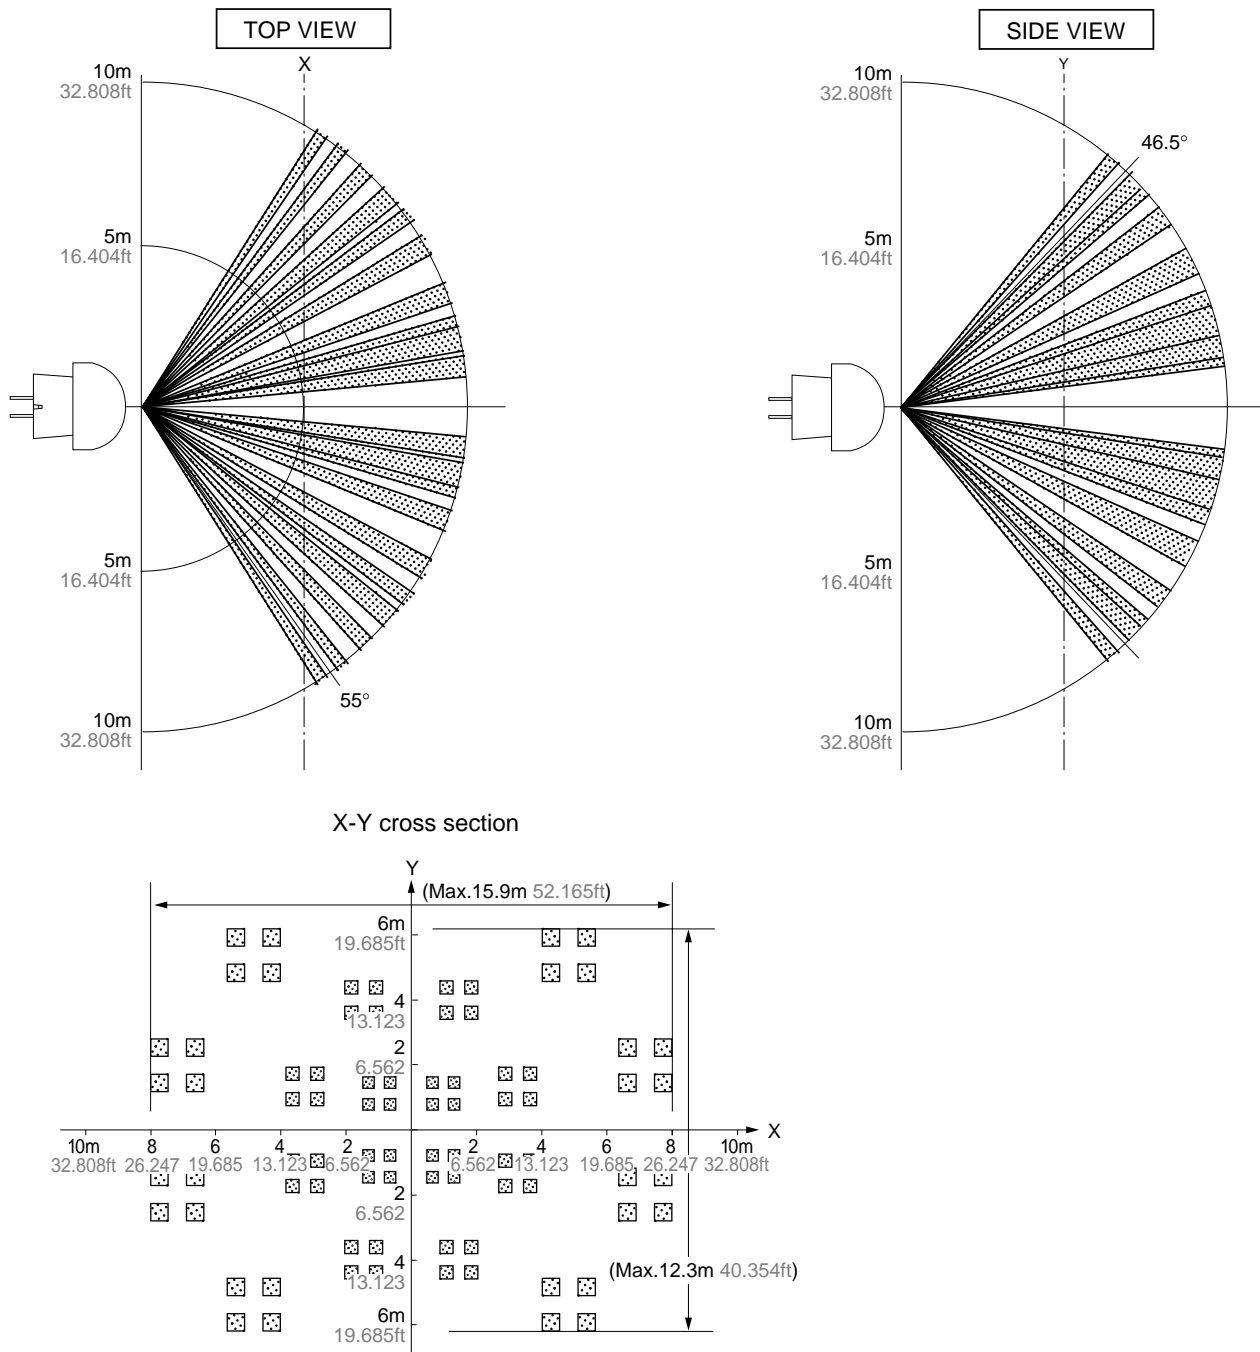 TOP VIEW
X
10m
32.808ft
5m
16.404ft
5m
16.404ft
10m
32.808ft
55°
SIDE VIEW
Y
10m
32.808ft
46.5°
5m
16.404ft
5m
16.404ft
10m
32.808ft
X-Y cross section
Y
(Max.15.9m 52.165ft)
6m
19.685ft
4
13.123
2
6.562
X
10m 8 6 4 2 2 4 6 8 10m
32.808ft 26.247 19.685 13.123 6.562 6.562 13.123 19.685 26.247 32.808ft
2
6.562
4
13.123
(Max.12.3m 40.354ft)
6m
19.685ft